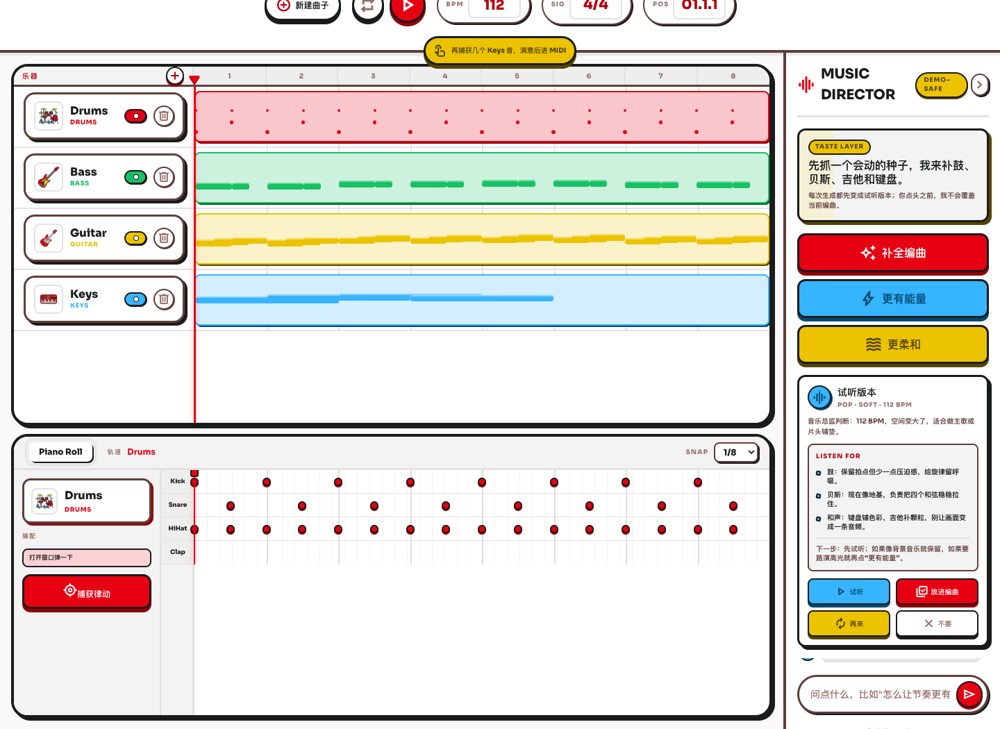 新建曲子
BPM 112
SIG 4/4
POS 01.1.1
再捕获几个 Keys 音，满意后进 MIDI
乐器
1 2 3 4 5 6 7 8
Drums
DRUMS
Bass
BASS
Guitar
GUITAR
Keys
KEYS
Piano Roll
轨道 Drums
SNAP 1/8
Drums
DRUMS
编配
打开窗口弹一下
捕获律动
Kick
Snare
HiHat
Clap
MUSIC
DIRECTOR
DEMO-
SAFE
TASTE LAYER
先抓一个会动的种子，我来补鼓、
贝斯、吉他和键盘。
每次生成都先变成试听版本；你点头之前，我不会覆盖
当前编曲。
补全编曲
更有能量
更柔和
试听版本
POP · SOFT · 112 BPM
音乐总监判断：112 BPM，空间变大了，适合做主歌或
片头铺垫。
LISTEN FOR
鼓：保留拍点但少一点压迫感，给旋律留呼
吸。
贝斯：现在像地基，负责把四个和弦稳稳拉
住。
和声：键盘铺色彩，吉他补颗粒，别让画面变
成一条音频。
下一步：先试听；如果像背景音乐就保留，如果要
路演高光就再点“更有能量”。
试听
放进编曲
再来
不要
问点什么，比如“怎么让节奏更有